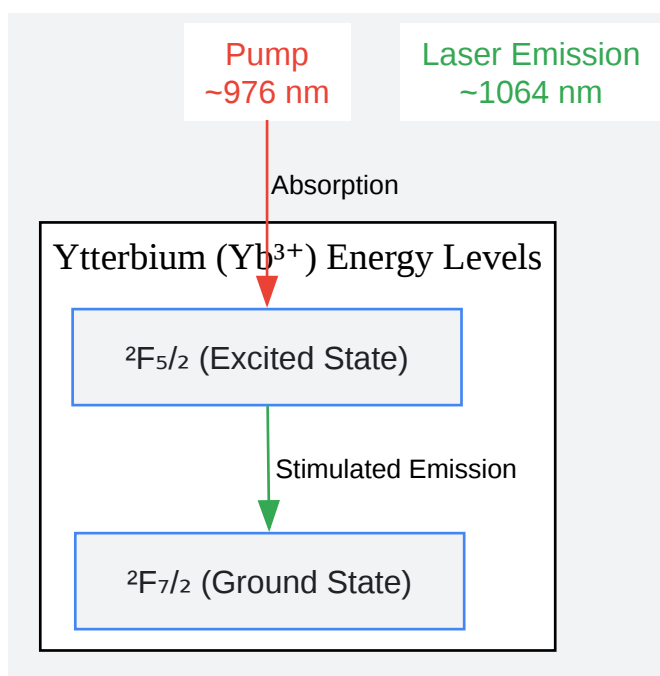 Pump
~976 nm
Laser Emission
~1064 nm
Absorption
Ytterbium (Yb³⁺) Energy Levels
²F₅/₂ (Excited State)
Stimulated Emission
²F₇/₂ (Ground State)